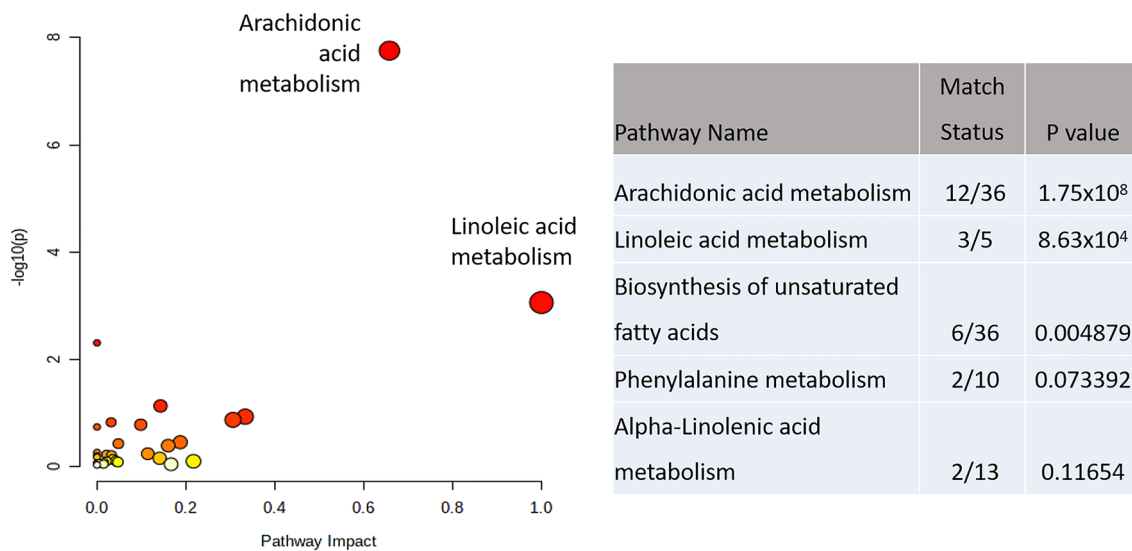 Arachidonic
acid
metabolism
Linoleic acid
metabolism
8
6
4
2
0
-log10(p)
0.0 0.2 0.4 0.6 0.8 1.0
Pathway Impact
Pathway Name Match Status P value
Arachidonic acid metabolism 12/36 1.75x10⁸
Linoleic acid metabolism 3/5 8.63x10⁴
Biosynthesis of unsaturated
fatty acids 6/36 0.004879
Phenylalanine metabolism 2/10 0.073392
Alpha-Linolenic acid
metabolism 2/13 0.11654